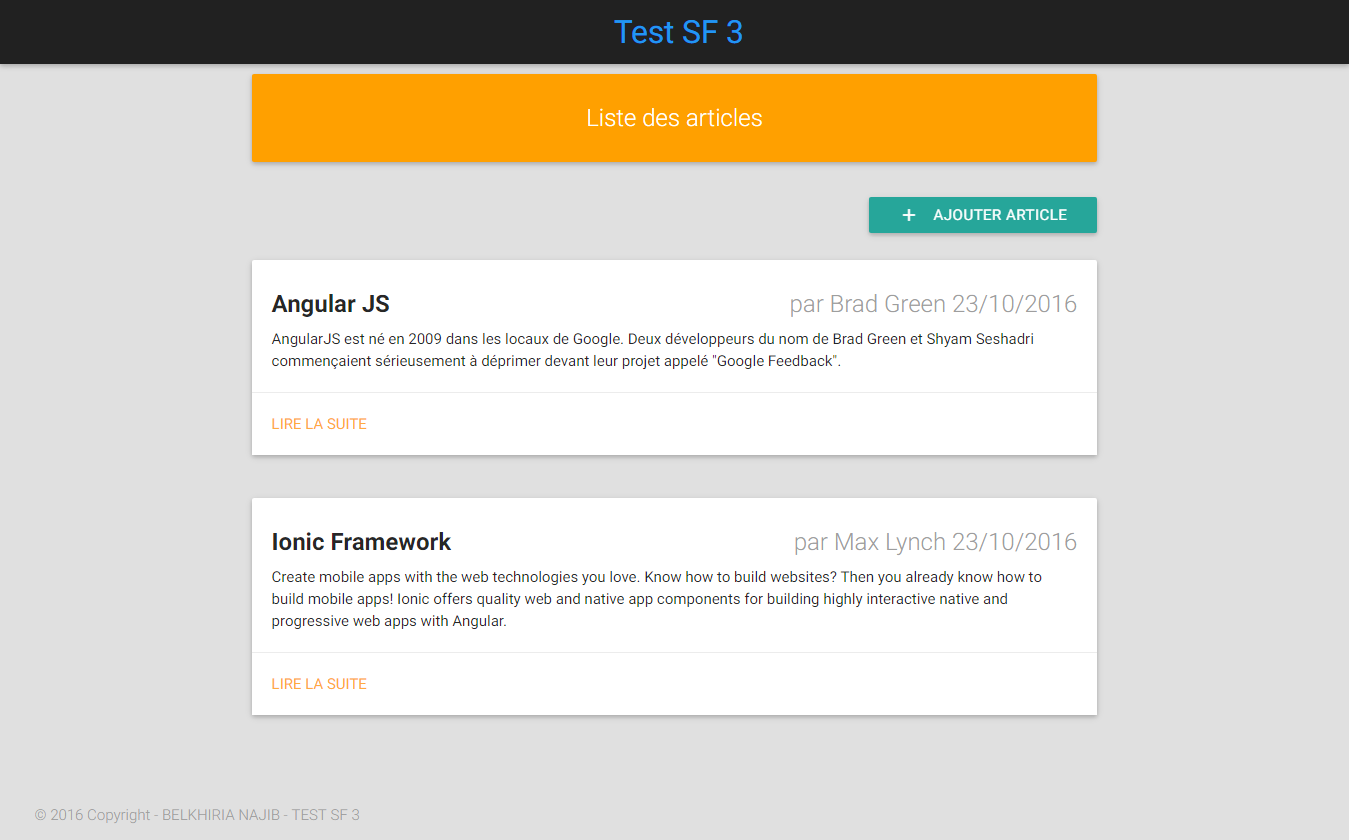 Test SF 3
Liste des articles
+ AJOUTER ARTICLE
Angular JS par Brad Green 23/10/2016
AngularJS est né en 2009 dans les locaux de Google. Deux développeurs du nom de Brad Green et Shyam Seshadri
commençaient sérieusement à déprimer devant leur projet appelé "Google Feedback".
LIRE LA SUITE
Ionic Framework par Max Lynch 23/10/2016
Create mobile apps with the web technologies you love. Know how to build websites? Then you already know how to
build mobile apps! Ionic offers quality web and native app components for building highly interactive native and
progressive web apps with Angular.
LIRE LA SUITE
© 2016 Copyright - BELKHIRIA NAJIB - TEST SF 3